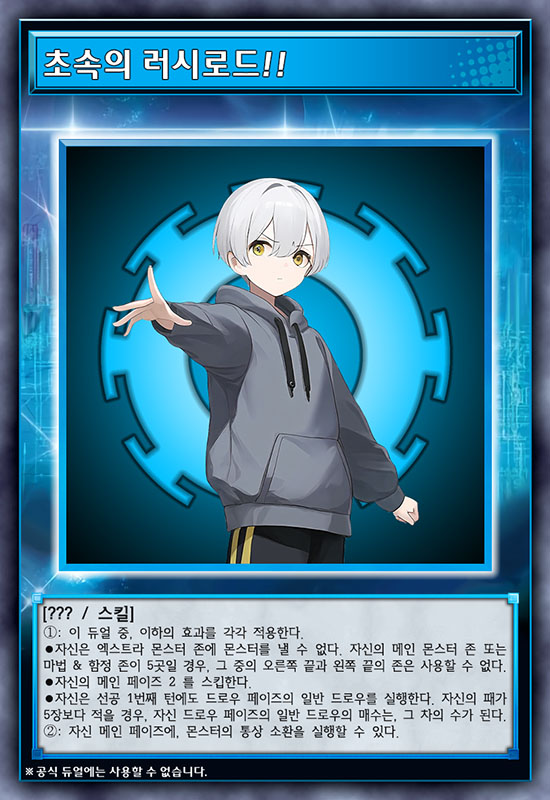 초속의 러시로드!!
[??? / 스킬]
①: 이 듀얼 중, 이하의 효과를 각각 적용한다.
●자신은 엑스트라 몬스터 존에 몬스터를 낼 수 없다. 자신의 메인 몬스터 존 또는
마법 & 함정 존이 5곳일 경우, 그 중의 오른쪽 끝과 왼쪽 끝의 존은 사용할 수 없다.
●자신의 메인 페이즈 2 를 스킵한다.
●자신은 선공 1번째 턴에도 드로우 페이즈의 일반 드로우를 실행한다. 자신의 패가
5장보다 적을 경우, 자신 드로우 페이즈의 일반 드로우의 매수는, 그 차의 수가 된다.
②: 자신 메인 페이즈에, 몬스터의 통상 소환을 실행할 수 있다.
※ 공식 듀얼에는 사용할 수 없습니다.